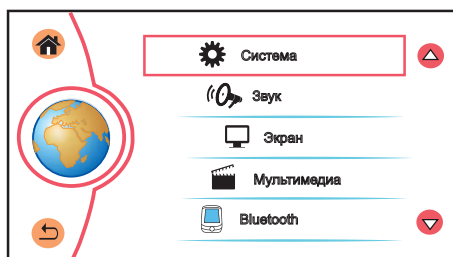 Система
Звук
Экран
Мультимедиа
Bluetooth